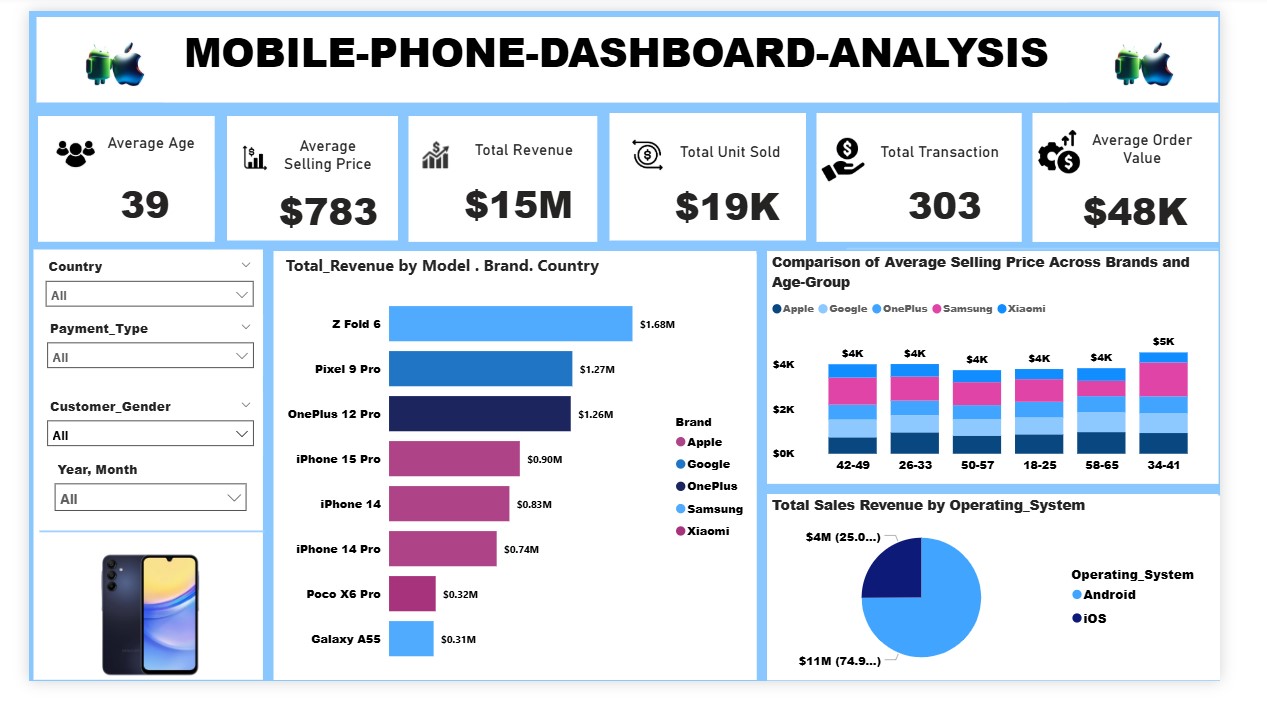 MOBILE-PHONE-DASHBOARD-ANALYSIS
Average Age
39
Average
Selling Price
$783
Total Revenue
$15M
Total Unit Sold
$19K
Total Transaction
303
Average Order
Value
$48K
Country
All
Payment_Type
All
Customer_Gender
All
Year, Month
All
Total_Revenue by Model . Brand. Country
Z Fold 6
$1.68M
Pixel 9 Pro
$1.27M
OnePlus 12 Pro
$1.26M
iPhone 15 Pro
$0.90M
iPhone 14
$0.83M
iPhone 14 Pro
$0.74M
Poco X6 Pro
$0.32M
Galaxy A55
$0.31M
Brand
Apple
Google
OnePlus
Samsung
Xiaomi
Comparison of Average Selling Price Across Brands and
Age-Group
Apple Google OnePlus Samsung Xiaomi
$4K $4K $4K $4K $4K $5K
$4K
$2K
$0K
42-49 26-33 50-57 18-25 58-65 34-41
Total Sales Revenue by Operating_System
$4M (25.0...)
$11M (74.9...)
Operating_System
Android
iOS